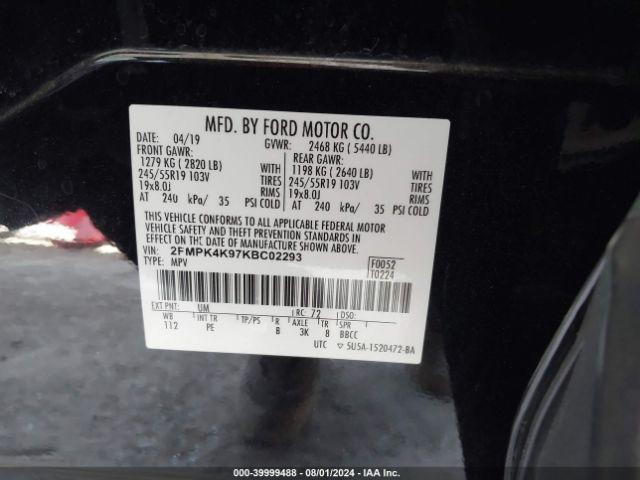 MFD. BY FORD MOTOR CO.
DATE: 04/19 GVWR: 2468 KG ( 5440 LB)
FRONT GAWR: REAR GAWR:
1279 KG ( 2820 LB) WITH 1198 KG ( 2640 LB) WITH
245/55R19 103V TIRES 245/55R19 103V TIRES
19x8.0J RIMS 19x8.0J RIMS
AT 240 kPa/ 35 PSI COLD AT 240 kPa/ 35 PSI COLD
THIS VEHICLE CONFORMS TO ALL APPLICABLE FEDERAL MOTOR
VEHICLE SAFETY AND THEFT PREVENTION STANDARDS IN
EFFECT ON THE DATE OF MANUFACTURE SHOWN ABOVE.
VIN: 2FMPK4K97KBC02293 F0052
TYPE: MPV T0224
EXT PNT: UM RC: 72 DSO:
WB INT TR TP/PS R AXLE TR SPR
112 PE B 3K 8 BBCC
UTC ▽ 5U5A-1520472-BA
000-39999488 - 08/01/2024 - IAA Inc.